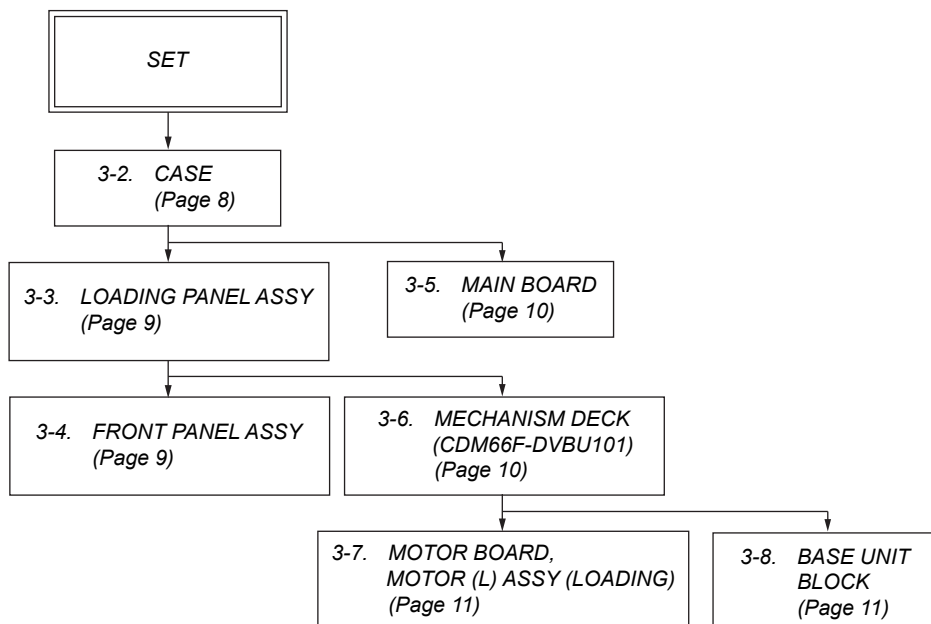 SET
3-2. CASE
(Page 8)
3-3. LOADING PANEL ASSY
(Page 9)
3-5. MAIN BOARD
(Page 10)
3-4. FRONT PANEL ASSY
(Page 9)
3-6. MECHANISM DECK
(CDM66F-DVBU101)
(Page 10)
3-7. MOTOR BOARD,
MOTOR (L) ASSY (LOADING)
(Page 11)
3-8. BASE UNIT
BLOCK
(Page 11)